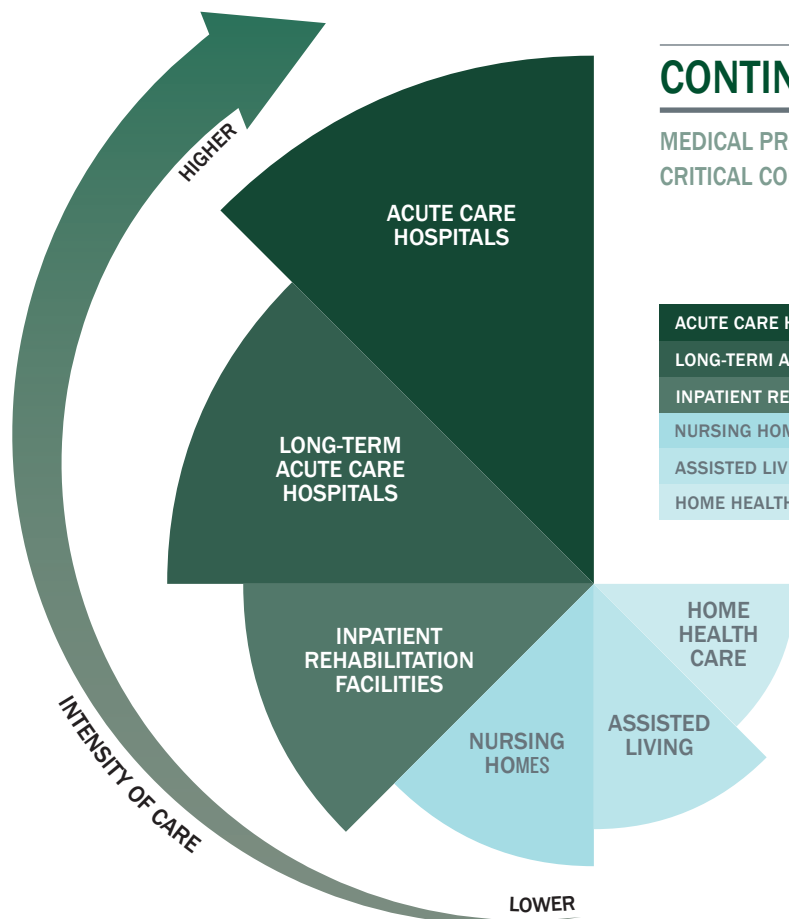 CONTIN
MEDICAL PR
CRITICAL CO
HIGHER
ACUTE CARE
HOSPITALS
ACUTE CARE H
LONG-TERM A
INPATIENT RE
NURSING HOM
ASSISTED LIVI
HOME HEALTH
LONG-TERM
ACUTE CARE
HOSPITALS
INPATIENT
REHABILITATION
FACILITIES
HOME
HEALTH
CARE
NURSING
HOMES
ASSISTED
LIVING
INTENSITY OF CARE
LOWER